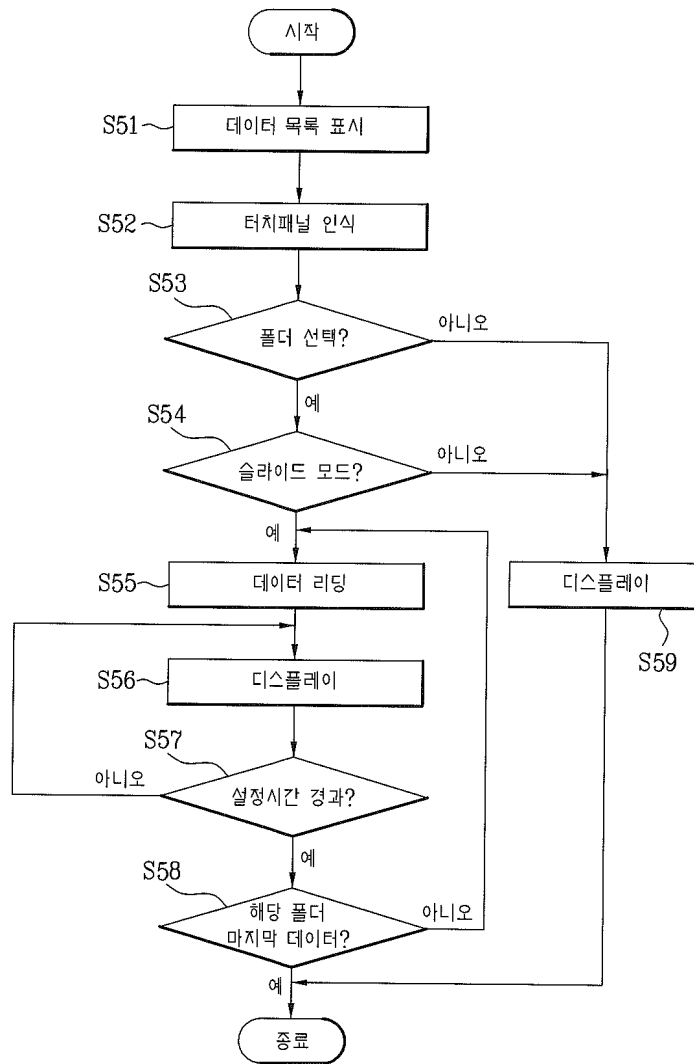 시작
S51
데이터 목록 표시
S52
터치패널 인식
S53
폴더 선택?
아니오
예
S54
슬라이드 모드?
아니오
예
S55
데이터 리딩
디스플레이
S59
S56
디스플레이
S57
설정시간 경과?
아니오
예
S58
해당 폴더
마지막 데이터?
아니오
예
종료